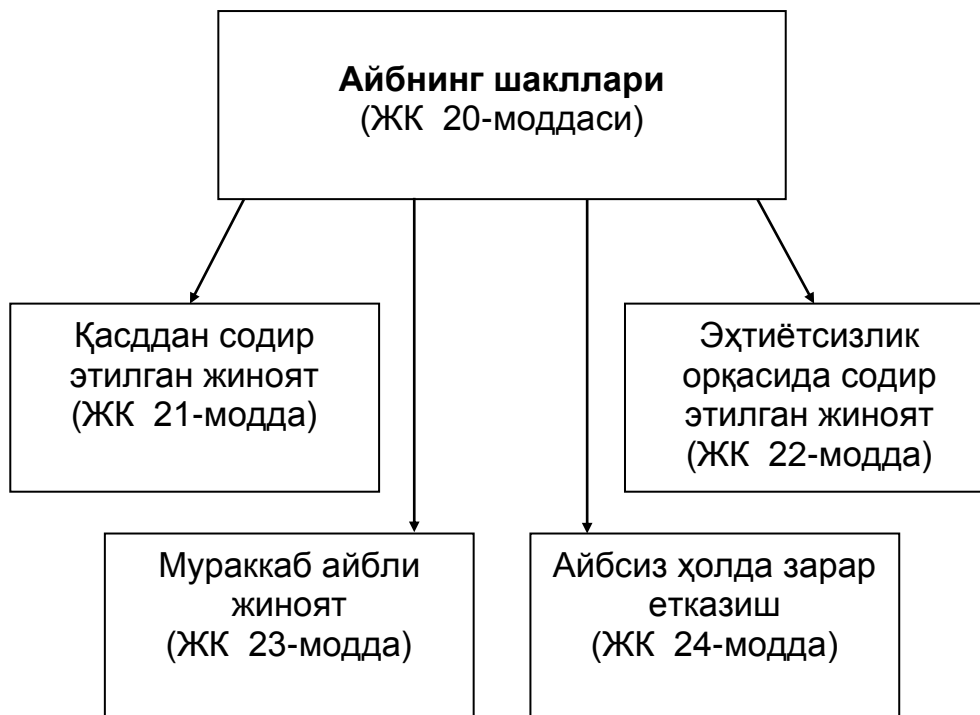 Айбнинг шакллари
(ЖК 20-моддаси)
Қасддан содир
этилган жиноят
(ЖК 21-модда)
Эҳтиётсизлик
орқасида содир
этилган жиноят
(ЖК 22-модда)
Мураккаб айбли
жиноят
(ЖК 23-модда)
Айбсиз ҳолда зарар
етказиш
(ЖК 24-модда)